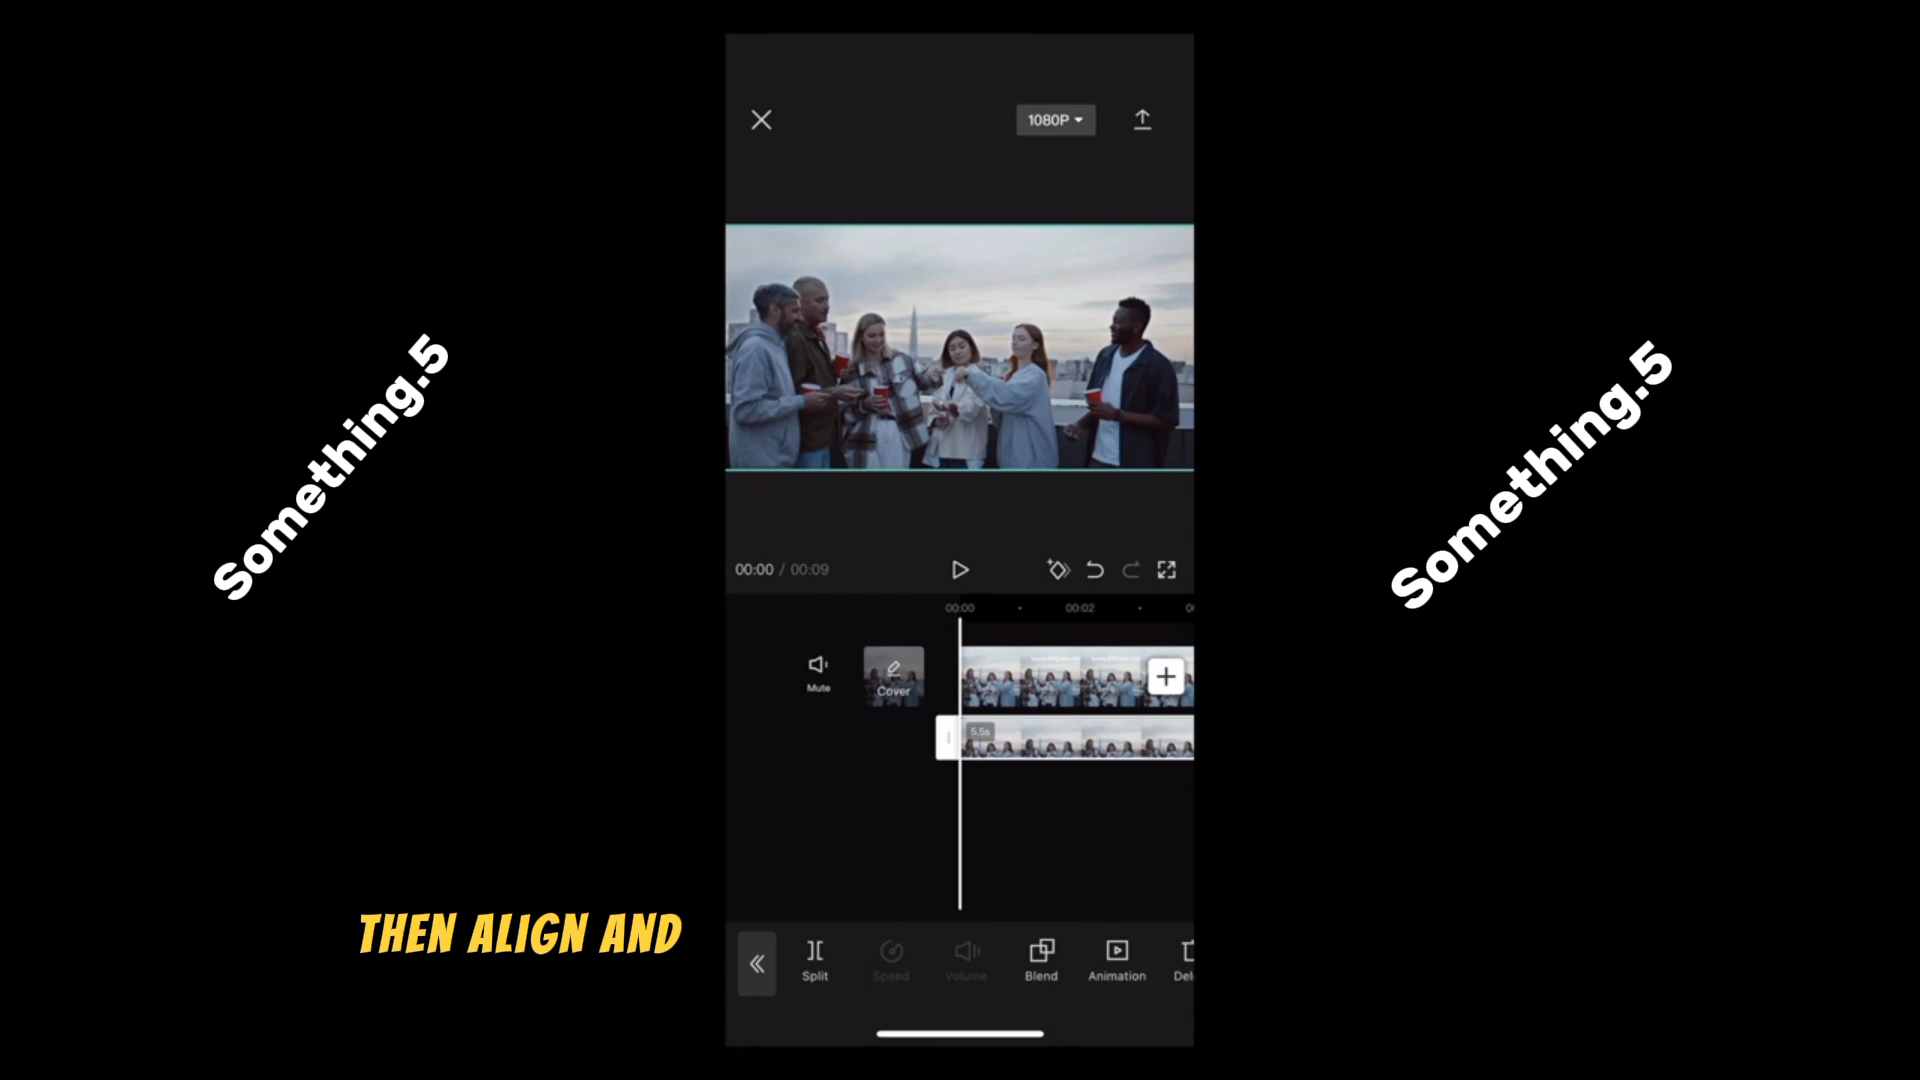 1080P
Something.5
Something.5
00:00 / 00:09
00:00
00:02
Mute
Cover
5.5s
THEN ALIGN AND
Split
Speed
Volume
Blend
Animation
Del